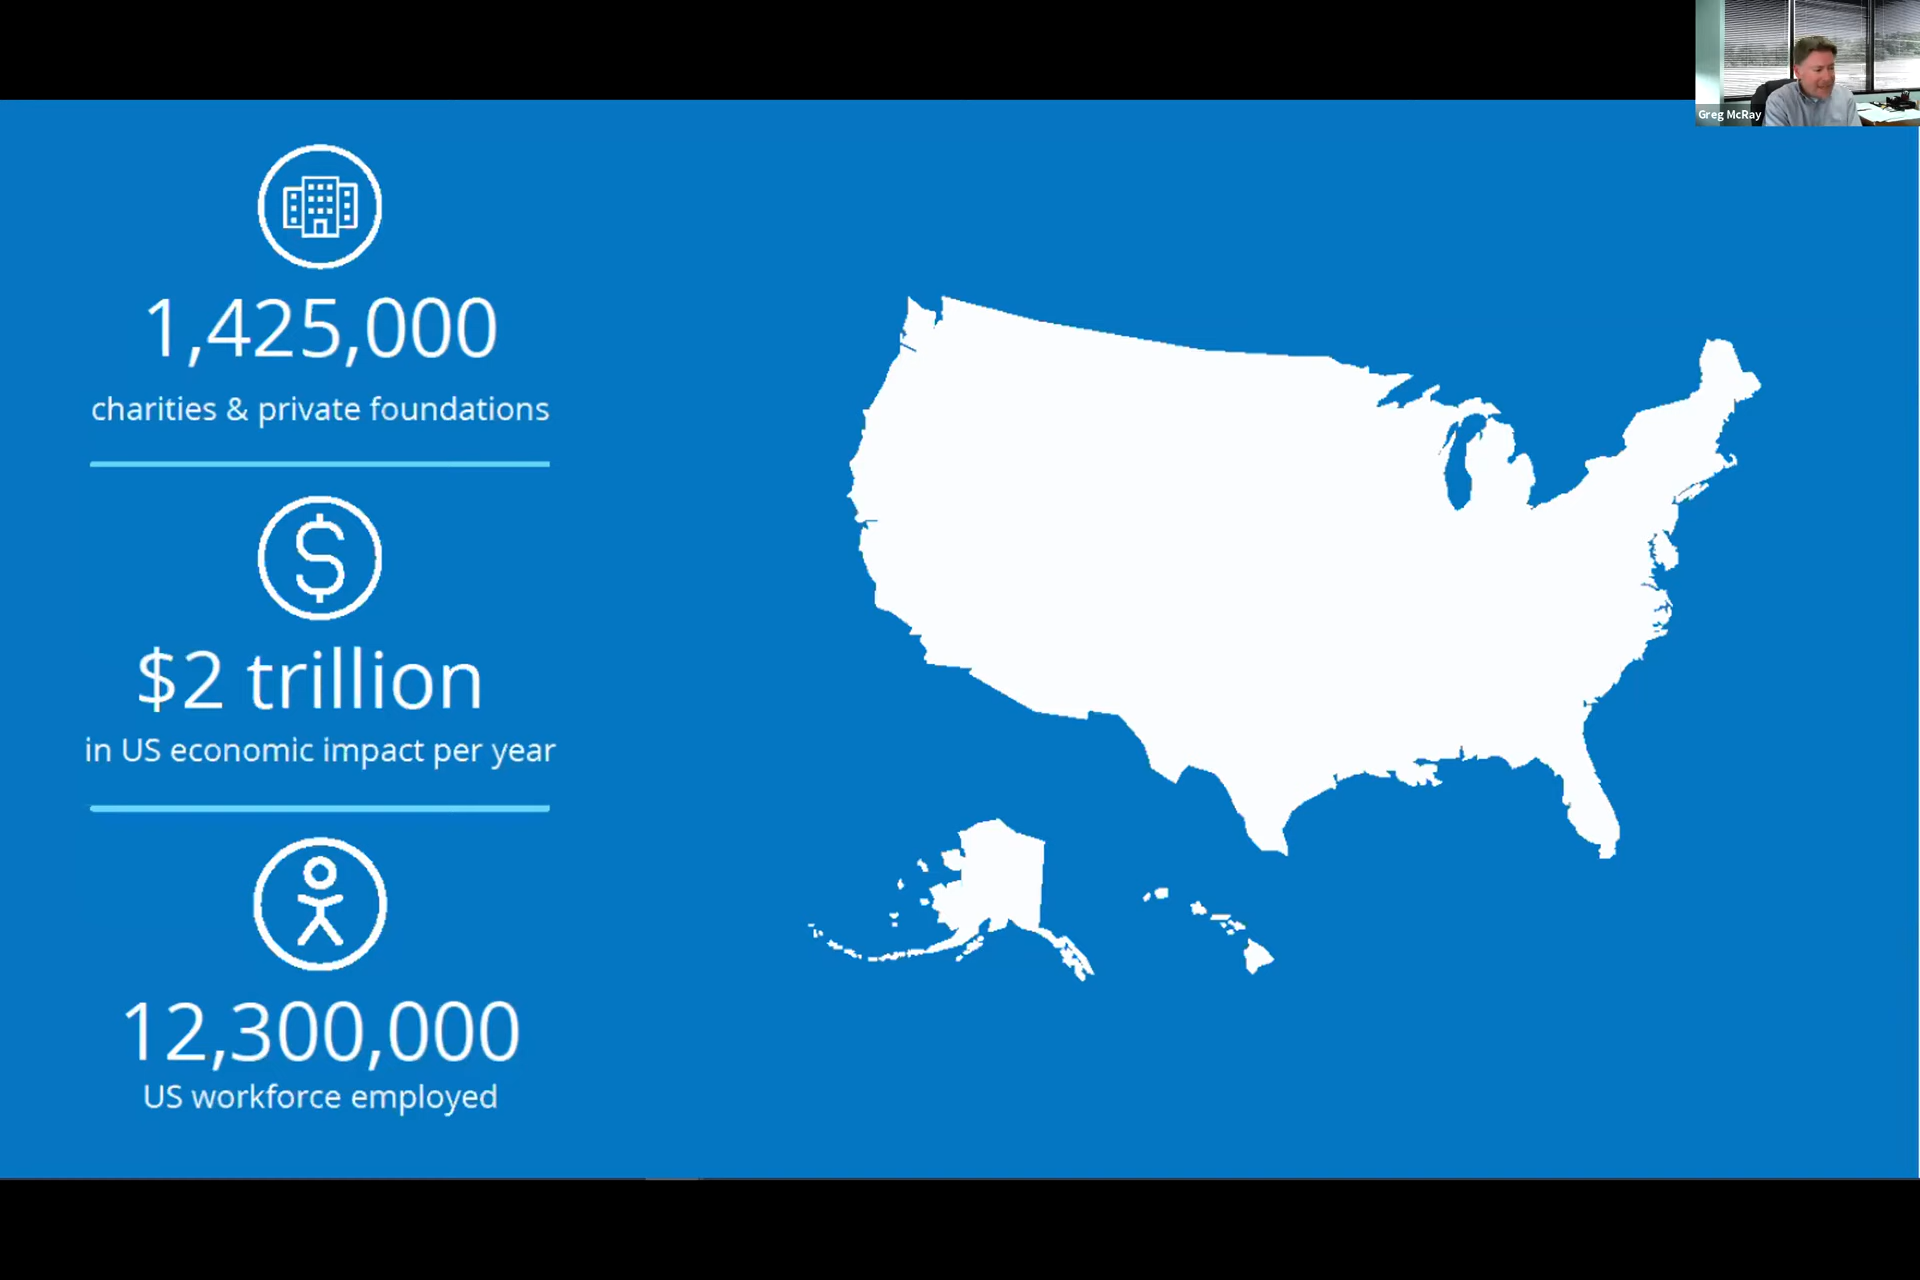 Greg McRay
1,425,000
charities & private foundations
$2 trillion
in US economic impact per year
12,300,000
US workforce employed